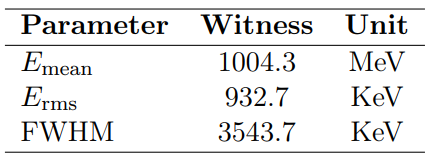 Parameter Witness Unit
E_mean 1004.3 MeV
E_rms 932.7 KeV
FWHM 3543.7 KeV